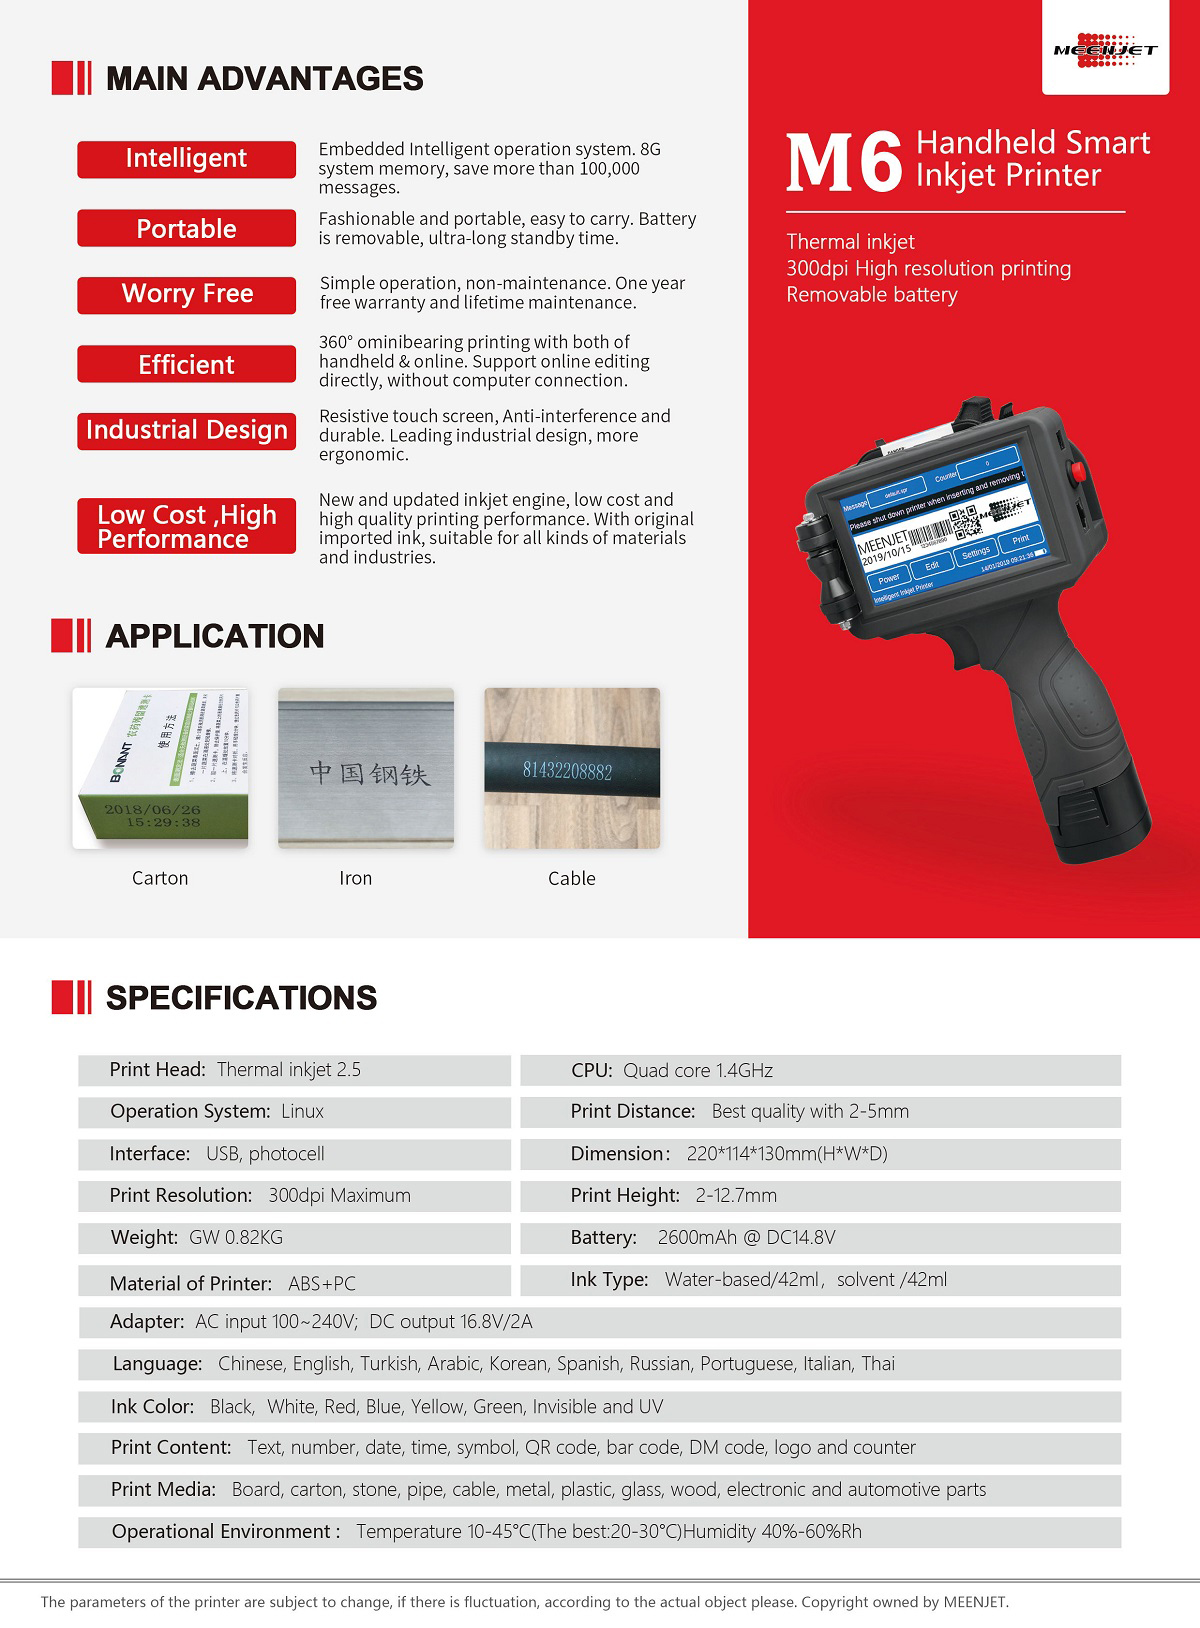 MAIN ADVANTAGES
Intelligent
Embedded Intelligent operation system. 8G
system memory, save more than 100,000
messages.
Portable
Fashionable and portable, easy to carry. Battery
is removable, ultra-long standby time.
Worry Free
Simple operation, non-maintenance. One year
free warranty and lifetime maintenance.
Efficient
360° ominibearing printing with both of
handheld & online. Support online editing
directly, without computer connection.
Industrial Design
Resistive touch screen, Anti-interference and
durable. Leading industrial design, more
ergonomic.
Low Cost ,High
Performance
New and updated inkjet engine, low cost and
high quality printing performance. With original
imported ink, suitable for all kinds of materials
and industries.
APPLICATION
BONANT
农药残留速测卡
使用方法
2018/06/26
15:29:38
中国钢铁
81432208882
Carton
Iron
Cable
MEENJET
M6
Handheld Smart
Inkjet Printer
Thermal inkjet
300dpi High resolution printing
Removable battery
Message
default.vpr
Counter
0
Please shut down printer when inserting and removing
MEENJET
2019/10/15
MEENJET
Power
Edit
Settings
Print
Intelligent Inkjet Printer
14/01/2019 09:21:38
SPECIFICATIONS
Print Head: Thermal inkjet 2.5
CPU: Quad core 1.4GHz
Operation System: Linux
Print Distance: Best quality with 2-5mm
Interface: USB, photocell
Dimension: 220*114*130mm(H*W*D)
Print Resolution: 300dpi Maximum
Print Height: 2-12.7mm
Weight: GW 0.82KG
Battery: 2600mAh @ DC14.8V
Material of Printer: ABS+PC
Ink Type: Water-based/42ml, solvent /42ml
Adapter: AC input 100~240V; DC output 16.8V/2A
Language: Chinese, English, Turkish, Arabic, Korean, Spanish, Russian, Portuguese, Italian, Thai
Ink Color: Black, White, Red, Blue, Yellow, Green, Invisible and UV
Print Content: Text, number, date, time, symbol, QR code, bar code, DM code, logo and counter
Print Media: Board, carton, stone, pipe, cable, metal, plastic, glass, wood, electronic and automotive parts
Operational Environment : Temperature 10-45°C(The best:20-30°C)Humidity 40%-60%Rh
The parameters of the printer are subject to change, if there is fluctuation, according to the actual object please. Copyright owned by MEENJET.